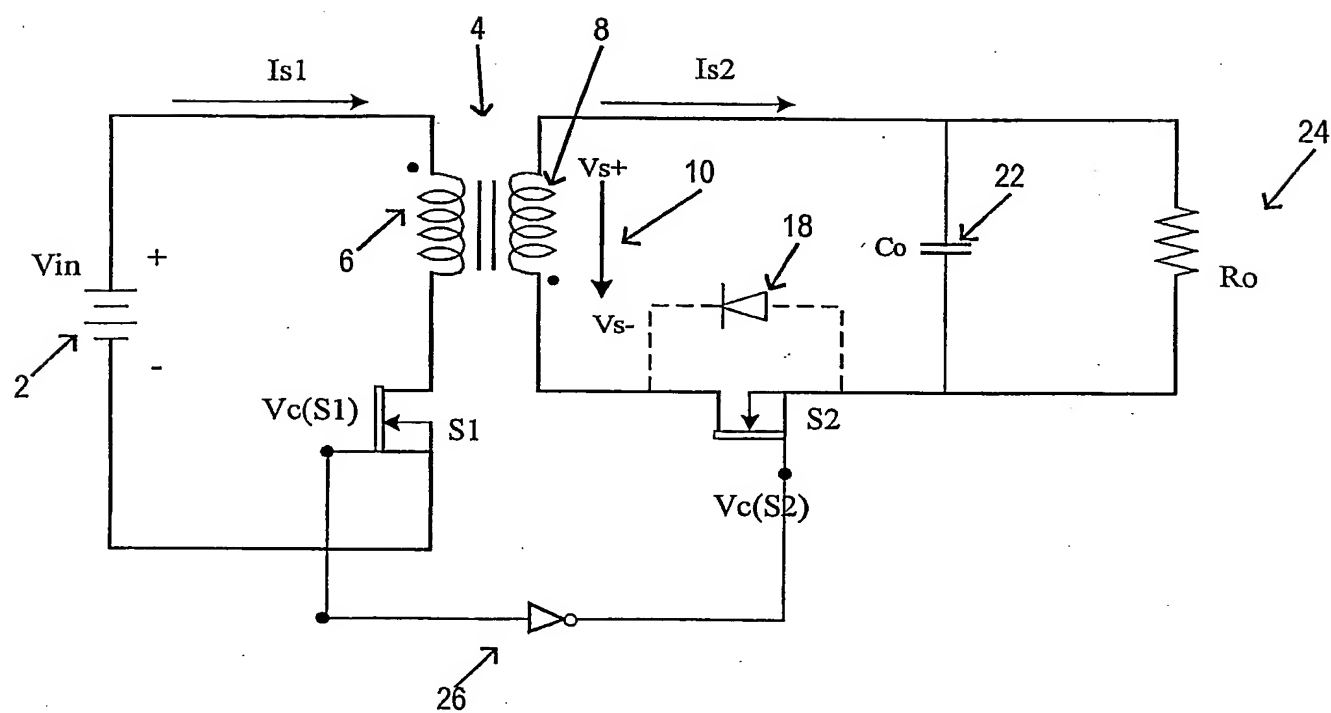 4
8
Is1
Is2
24
Vs+
10
22
18
6
Co
Vin
+
Ro
Vs-
-
2
Vc(S1)
S1
S2
Vc(S2)
26